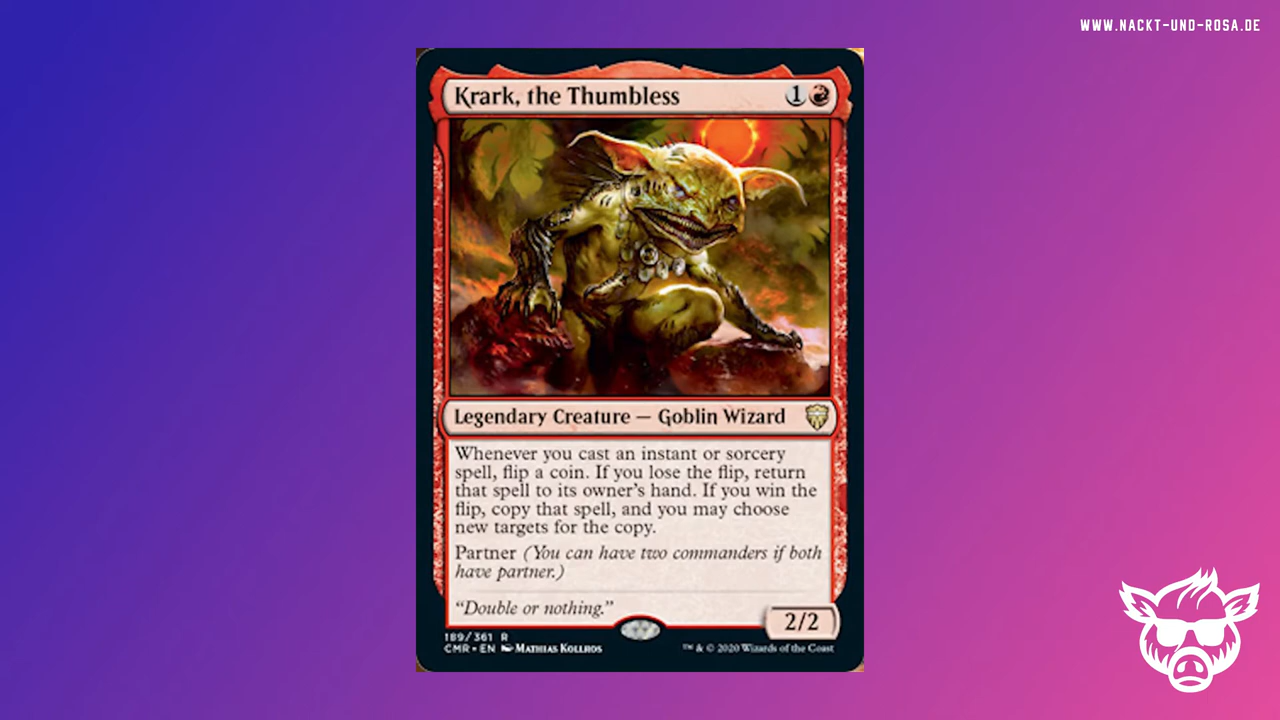 WWW.NACKT-UND-ROSA.DE
Krark, the Thumbless
1
Legendary Creature — Goblin Wizard
Whenever you cast an instant or sorcery
spell, flip a coin. If you lose the flip, return
that spell to its owner's hand. If you win the
flip, copy that spell, and you may choose
new targets for the copy.
Partner (You can have two commanders if both
have partner.)
"Double or nothing."
2/2
189/361 R
CMR • EN Mathias Kollros
™ & © 2020 Wizards of the Coast